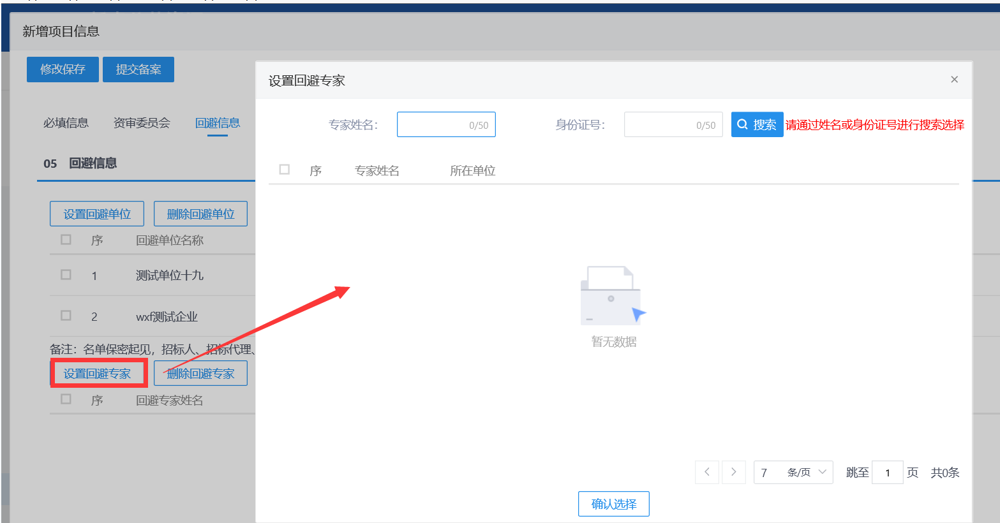 新增项目信息
修改保存 提交备案
必填信息 资审委员会 回避信息
05 回避信息
设置回避单位 删除回避单位
序 回避单位名称
1 测试单位十九
2 wxf测试企业
备注：名单保密起见，招标人、招标代理、
设置回避专家 删除回避专家
序 回避专家姓名
设置回避专家 ×
专家姓名： 0/50 身份证号： 0/50 搜索 请通过姓名或身份证号进行搜索选择
序 专家姓名 所在单位
暂无数据
7 条/页 跳至 1 页 共0条
确认选择